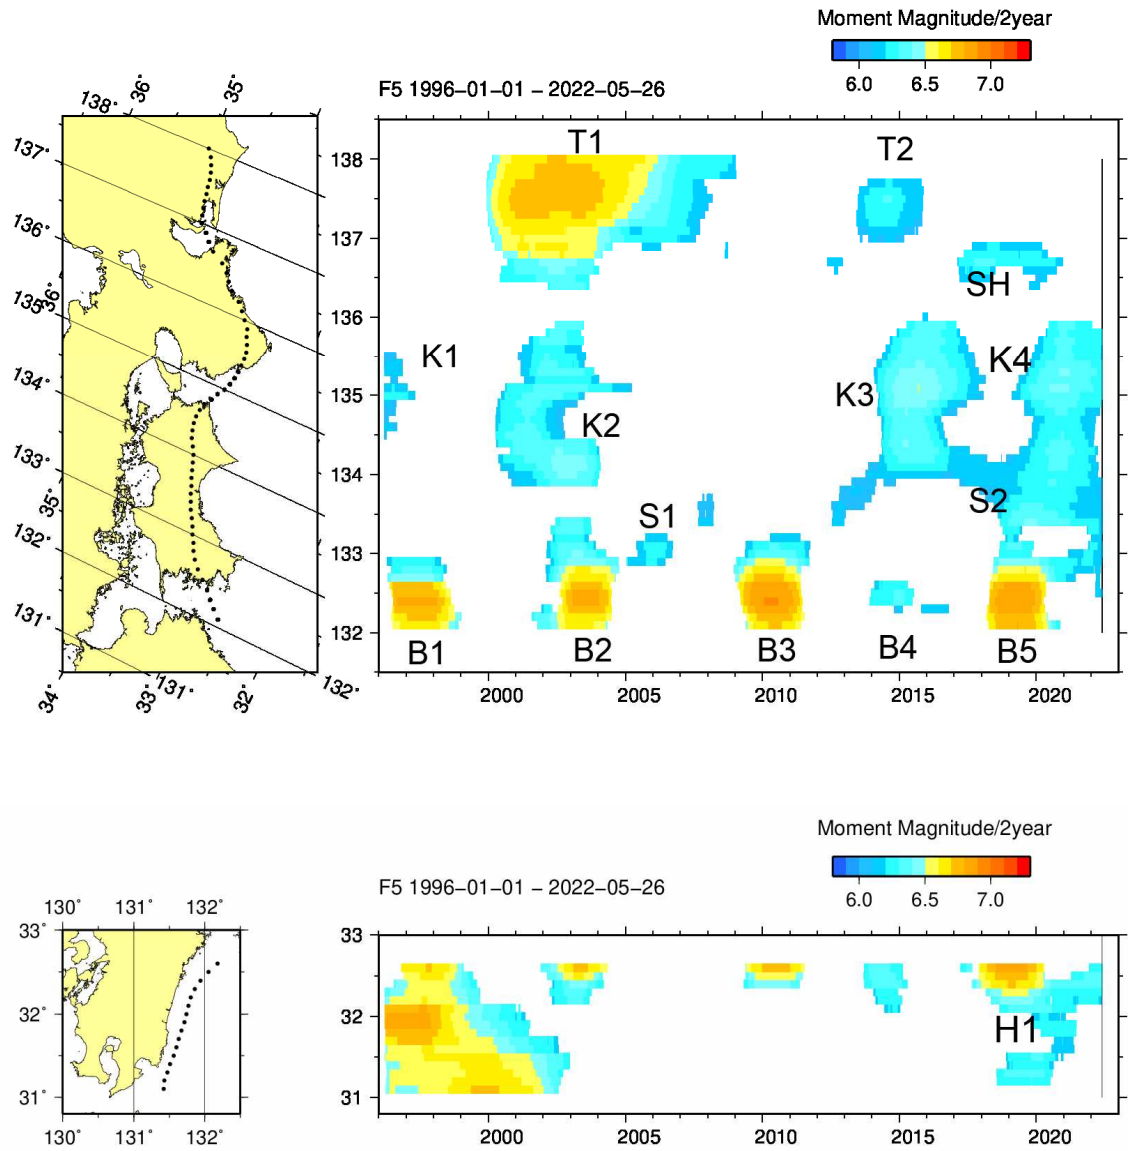 Moment Magnitude/2year
6.0 6.5 7.0
F5 1996-01-01 - 2022-05-26
138° 36° 35°
137°
136°
135° 36°
134°
133°
35°
132°
131°
34° 33° 131° 32° 132°
138
137
136
135
134
133
132
T1
T2
SH
K1
K4
K3
K2
S2
S1
B1 B2 B3 B4 B5
2000 2005 2010 2015 2020
Moment Magnitude/2year
6.0 6.5 7.0
F5 1996-01-01 - 2022-05-26
130° 131° 132°
33°
32°
31°
130° 131° 132°
33
32
31
H1
2000 2005 2010 2015 2020